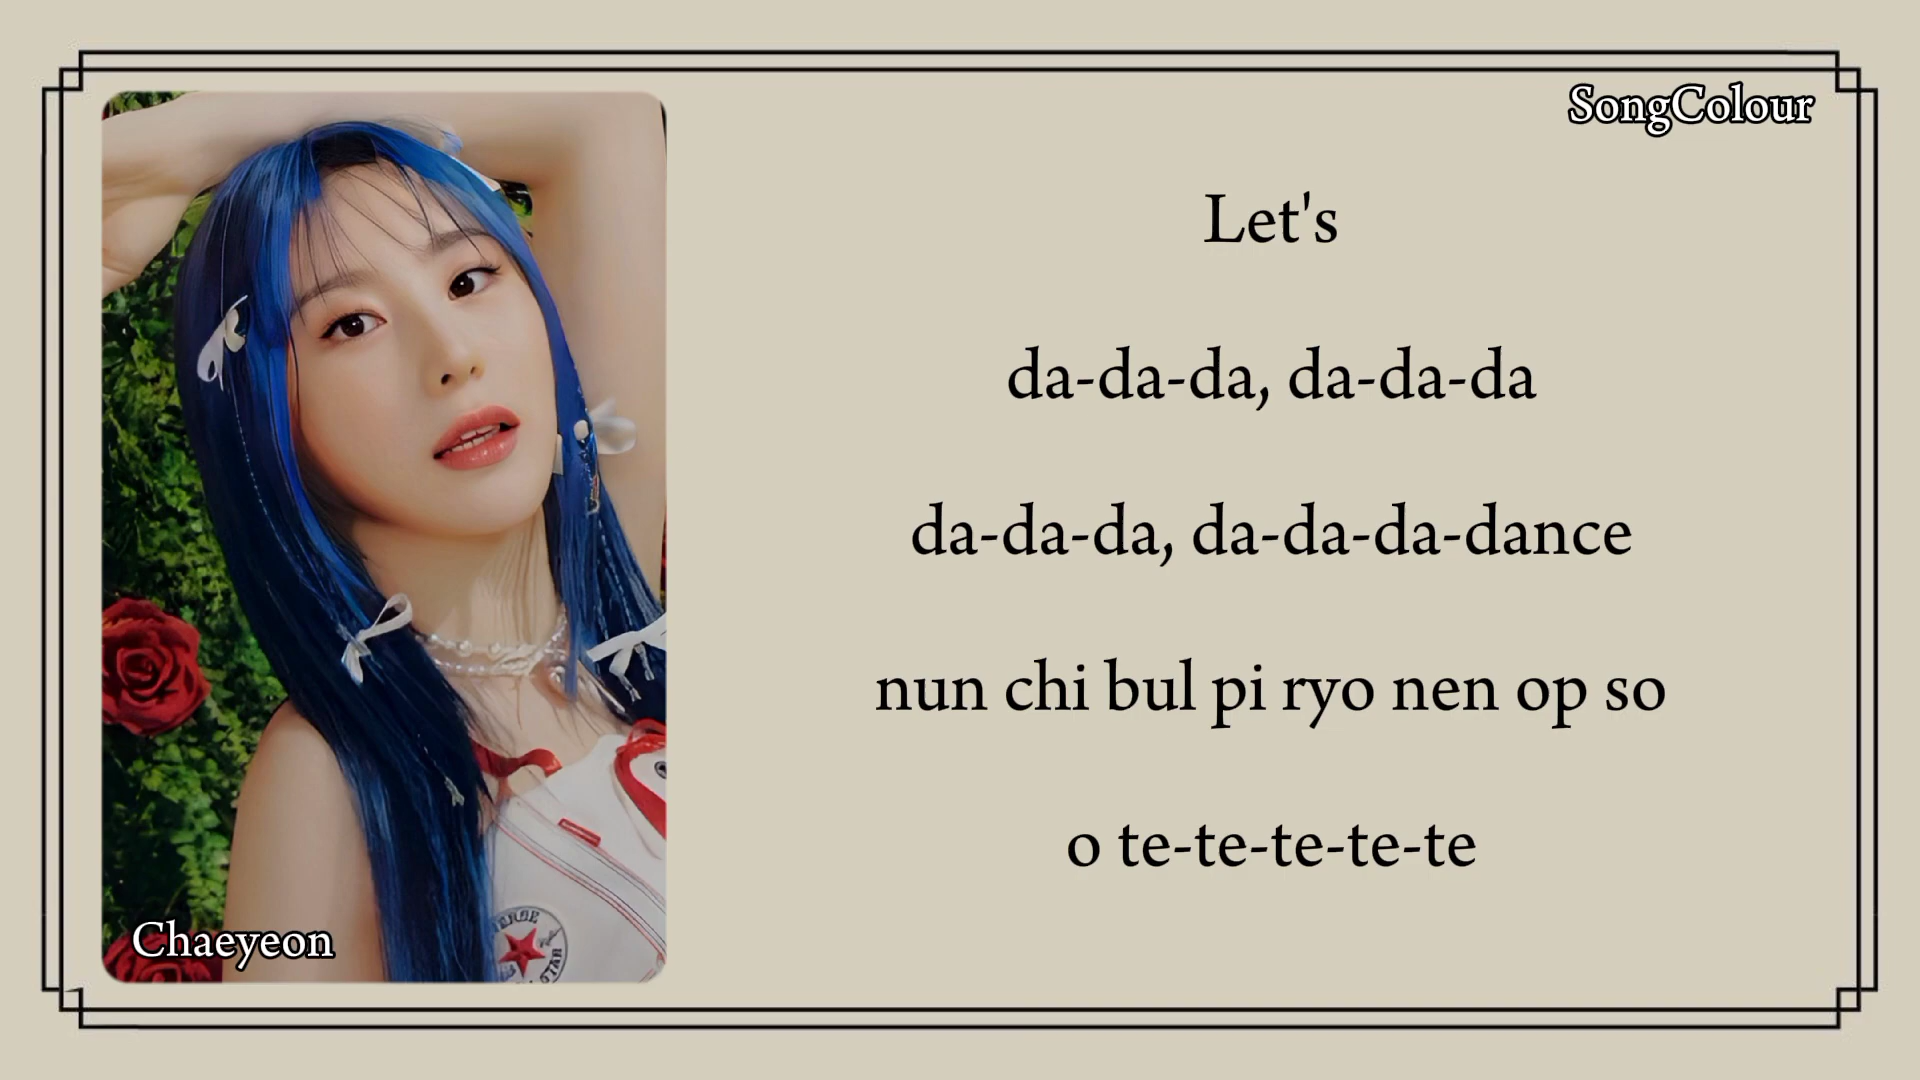 SongColour
Let's
da-da-da, da-da-da
da-da-da, da-da-da-dance
nun chi bul pi ryo nen op so
o te-te-te-te-te
Chaeyeon